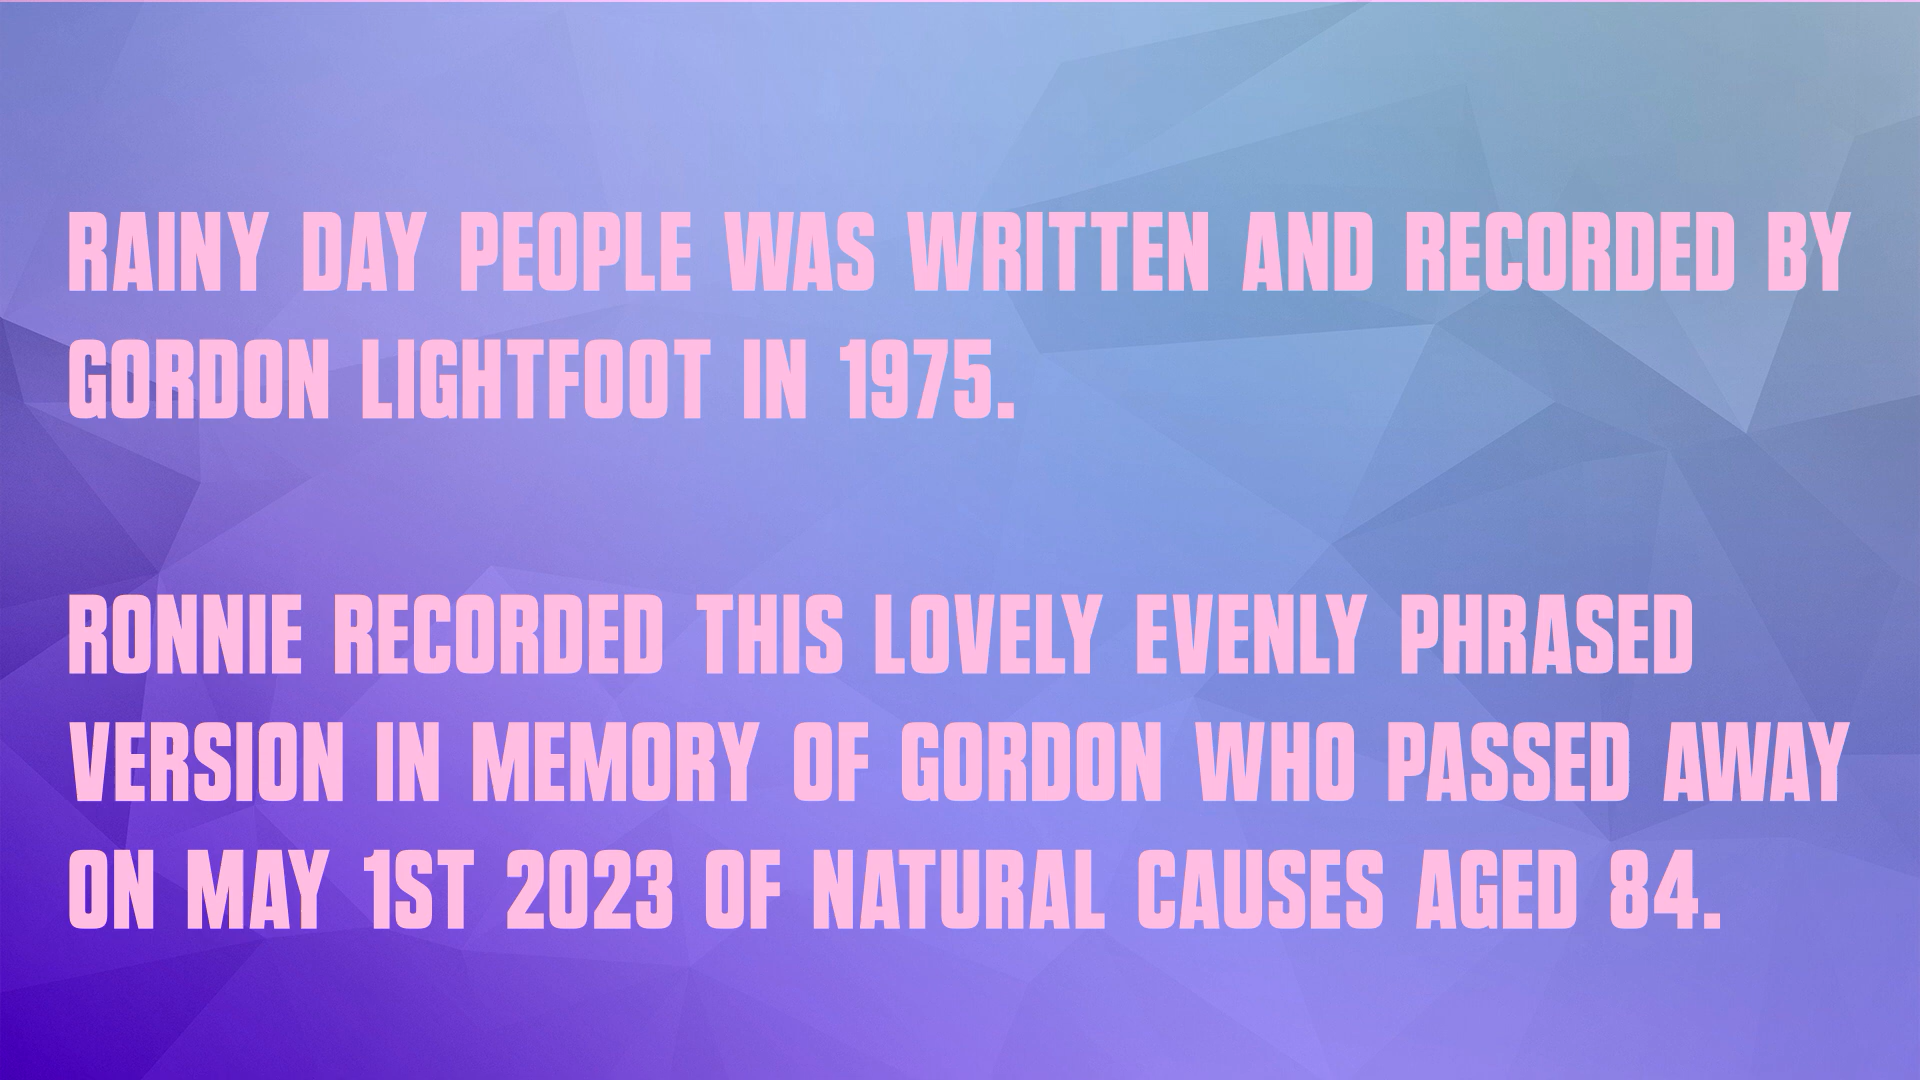 RAINY DAY PEOPLE WAS WRITTEN AND RECORDED BY
GORDON LIGHTFOOT IN 1975.
RONNIE RECORDED THIS LOVELY EVENLY PHRASED
VERSION IN MEMORY OF GORDON WHO PASSED AWAY
ON MAY 1ST 2023 OF NATURAL CAUSES AGED 84.